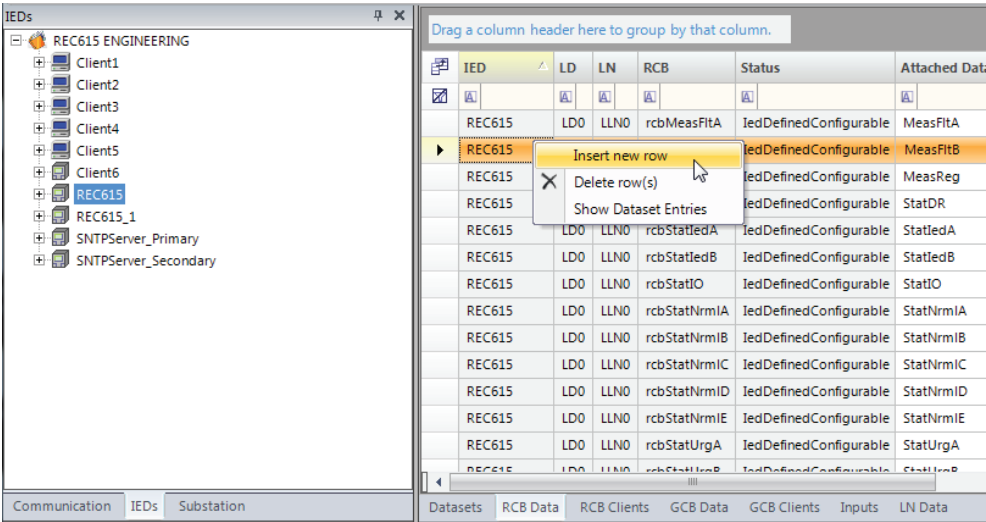 IEDs
REC615 ENGINEERING
Client1
Client2
Client3
Client4
Client5
Client6
REC615
REC615_1
SNTPServer_Primary
SNTPServer_Secondary
Communication IEDs Substation
Drag a column header here to group by that column.
IED LD LN RCB Status Attached Data
A A A A A A
REC615 LD0 LLN0 rcbMeasFltA IedDefinedConfigurable MeasFltA
REC615 IedDefinedConfigurable MeasFltB
REC615 IedDefinedConfigurable MeasReg
REC615 IedDefinedConfigurable StatDR
Insert new row
Delete row(s)
Show Dataset Entries
REC615 LD0 LLN0 rcbStatIedA IedDefinedConfigurable StatIedA
REC615 LD0 LLN0 rcbStatIedB IedDefinedConfigurable StatIedB
REC615 LD0 LLN0 rcbStatIO IedDefinedConfigurable StatIO
REC615 LD0 LLN0 rcbStatNrmlA IedDefinedConfigurable StatNrmlA
REC615 LD0 LLN0 rcbStatNrmlB IedDefinedConfigurable StatNrmlB
REC615 LD0 LLN0 rcbStatNrmlC IedDefinedConfigurable StatNrmlC
REC615 LD0 LLN0 rcbStatNrmlD IedDefinedConfigurable StatNrmlD
REC615 LD0 LLN0 rcbStatNrmlE IedDefinedConfigurable StatNrmlE
REC615 LD0 LLN0 rcbStatUrgA IedDefinedConfigurable StatUrgA
REC615 LD0 LLN0 rcbStatUrgB IedDefinedConfigurable StatUrgB
Datasets RCB Data RCB Clients GCB Data GCB Clients Inputs LN Data